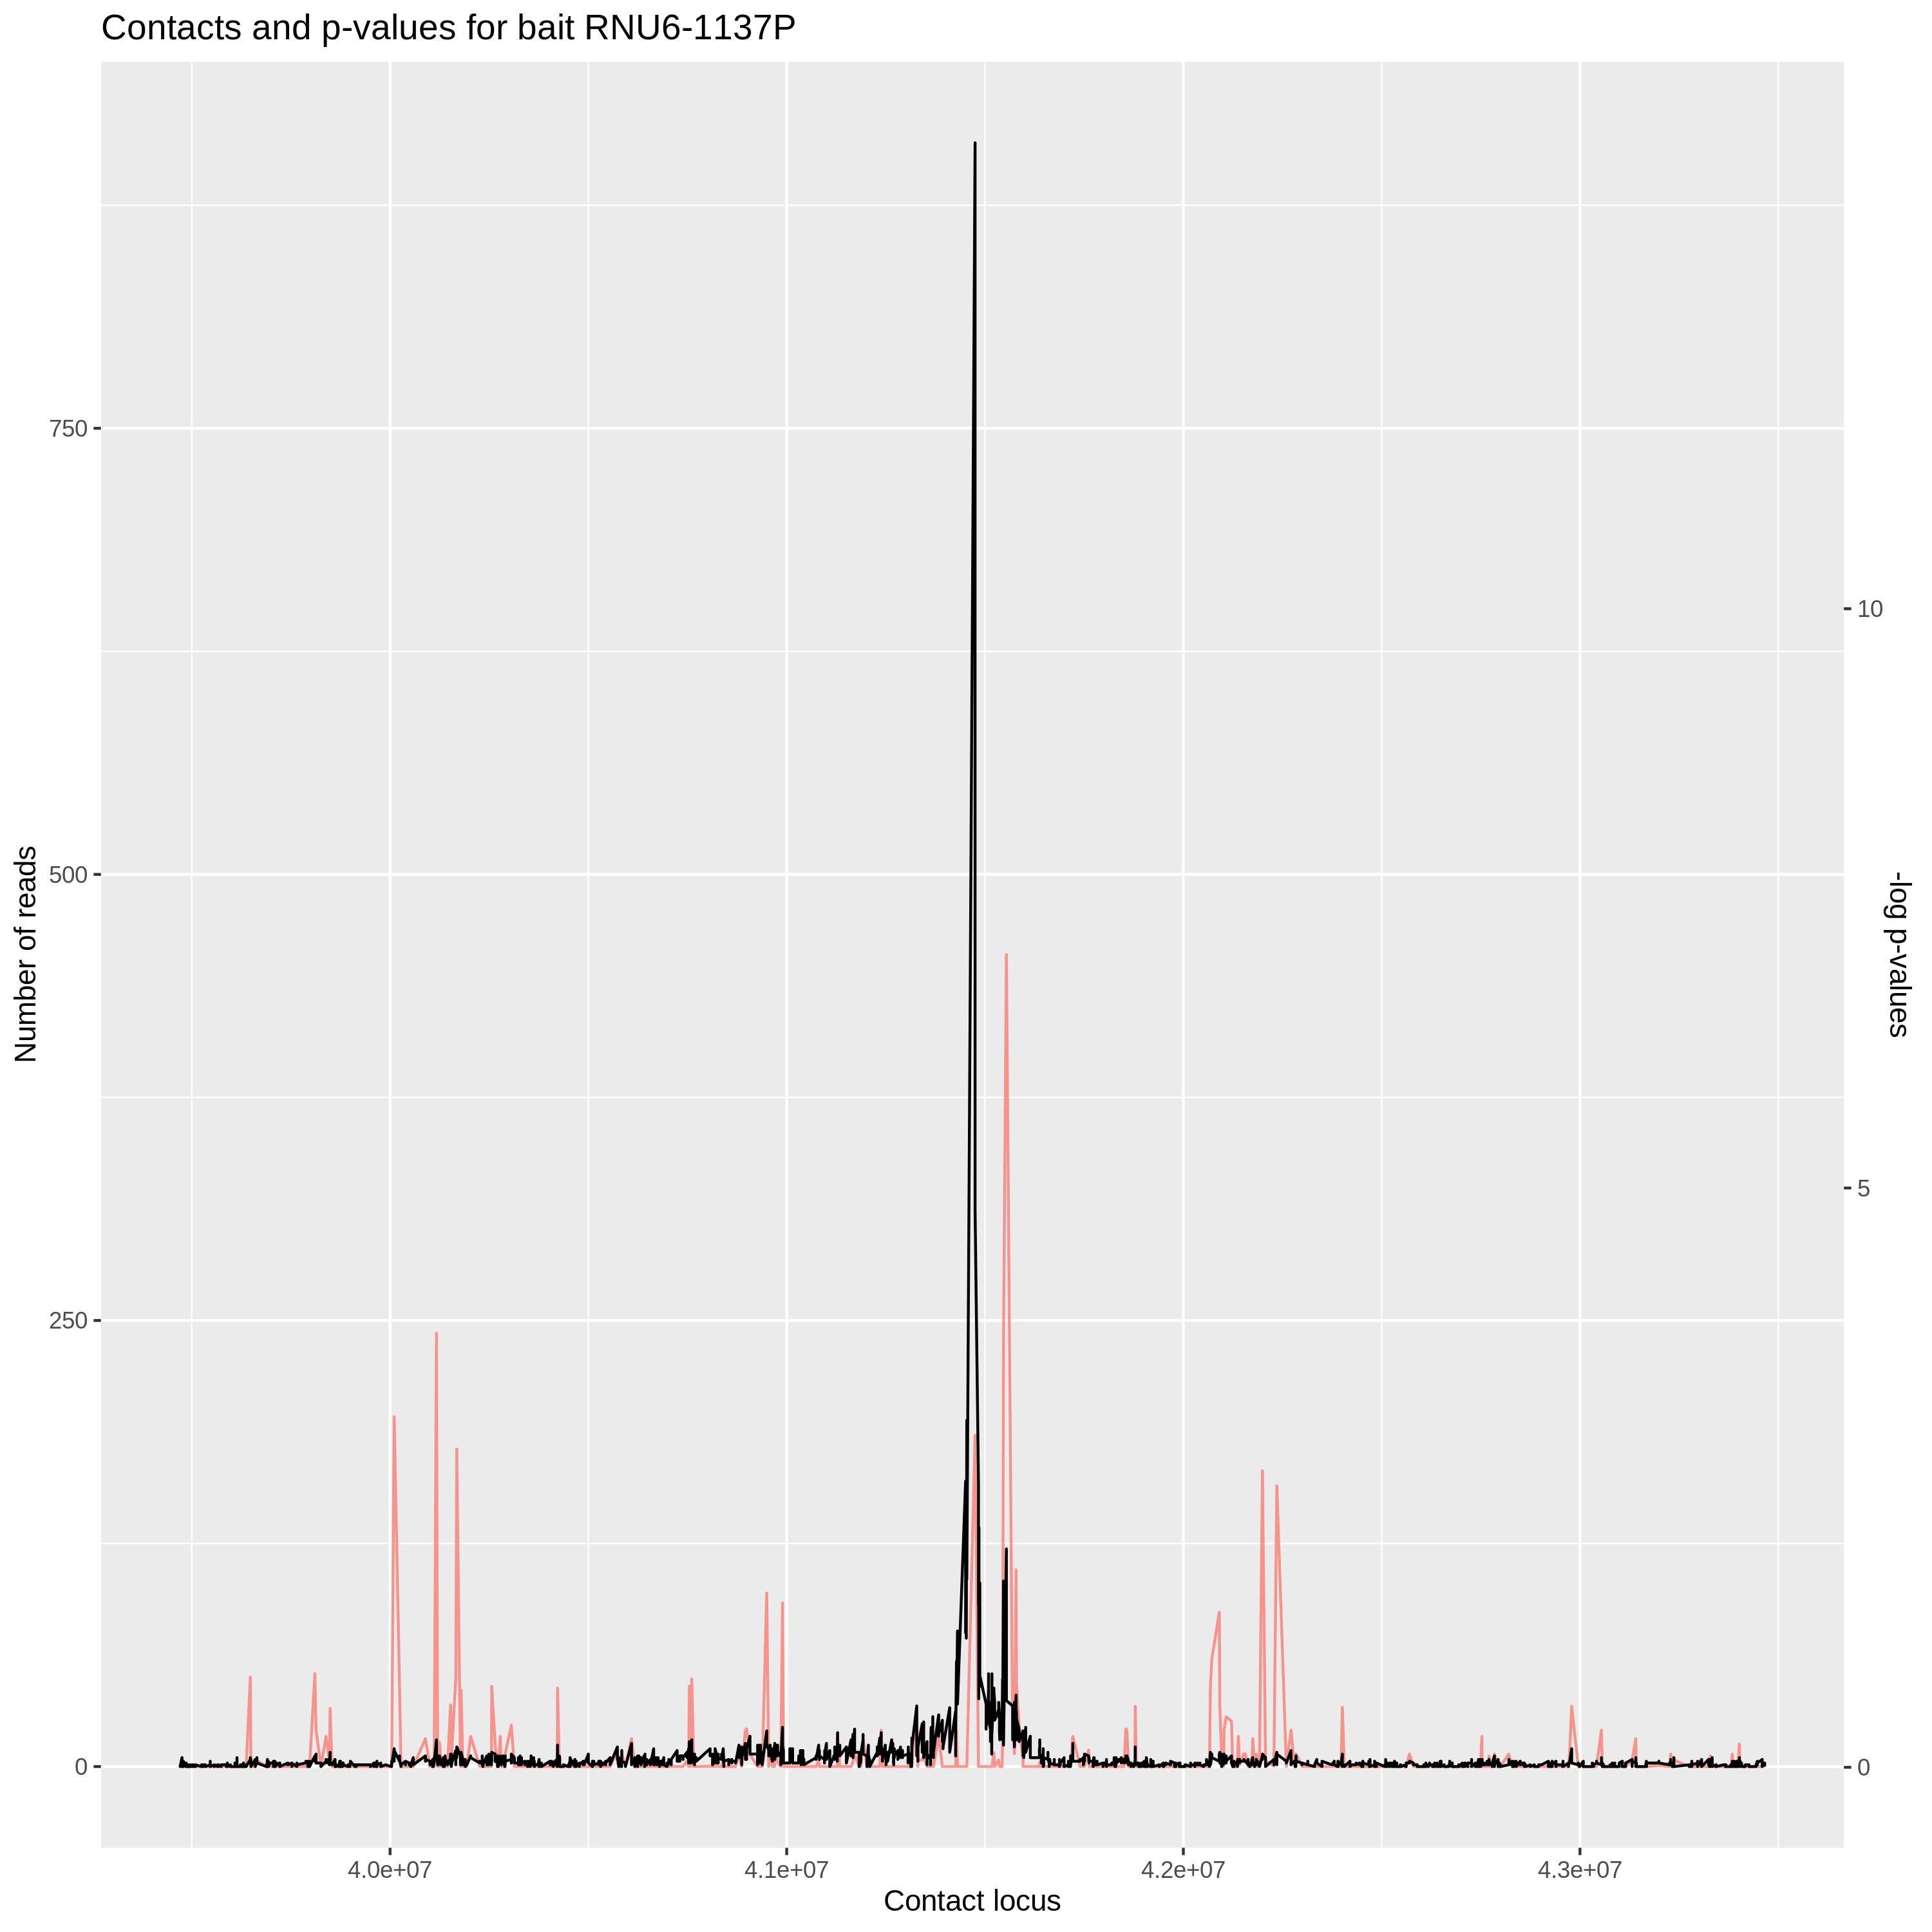 Contacts and p-values for bait RNU6-1137P
Number of reads
750
500
250
0
10
5
0
-log p-values
4.0e+07
4.1e+07
4.2e+07
4.3e+07
Contact locus